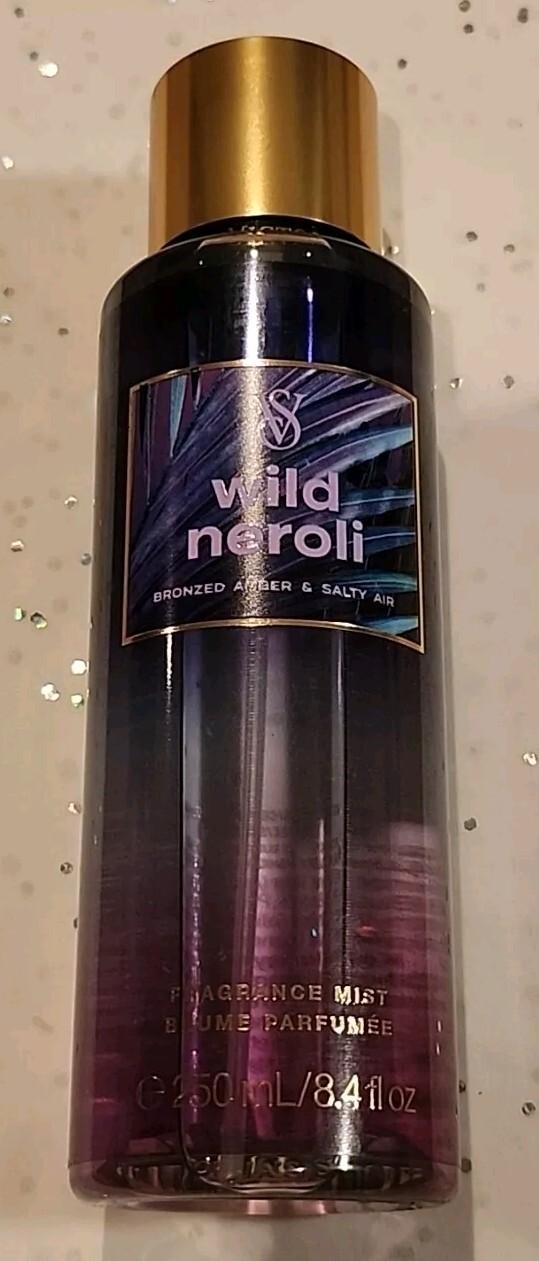 VS
wild
neroli
BRONZED AMBER & SALTY AIR
FRAGRANCE MIST
BRUME PARFUMÉE
℮ 250 mL/8.4 fl oz